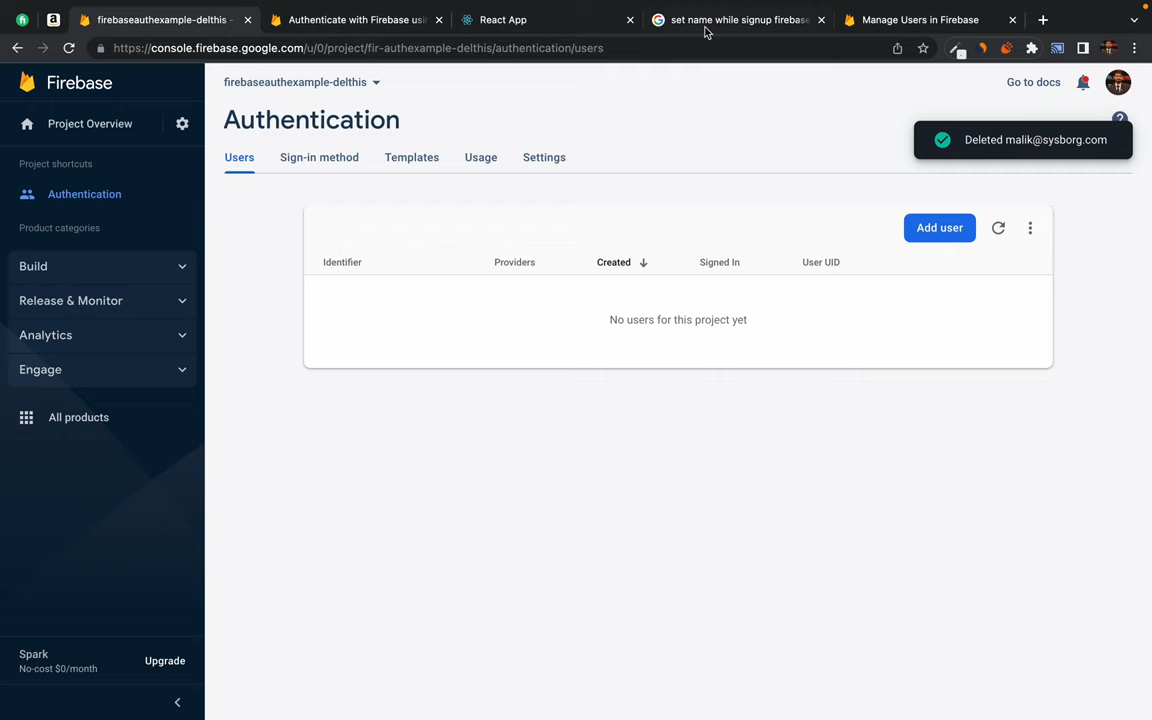 firebaseauthexample-delthis -
Authenticate with Firebase usin
React App
set name while signup firebase
Manage Users in Firebase
https://console.firebase.google.com/u/0/project/fir-authexample-delthis/authentication/users
Firebase
firebaseauthexample-delthis
Go to docs
Project Overview
Authentication
?
Deleted malik@sysborg.com
Project shortcuts
Users
Sign-in method
Templates
Usage
Settings
Authentication
Product categories
Add user
Build
Identifier
Providers
Created
Signed In
User UID
Release & Monitor
No users for this project yet
Analytics
Engage
All products
Spark
No-cost $0/month
Upgrade